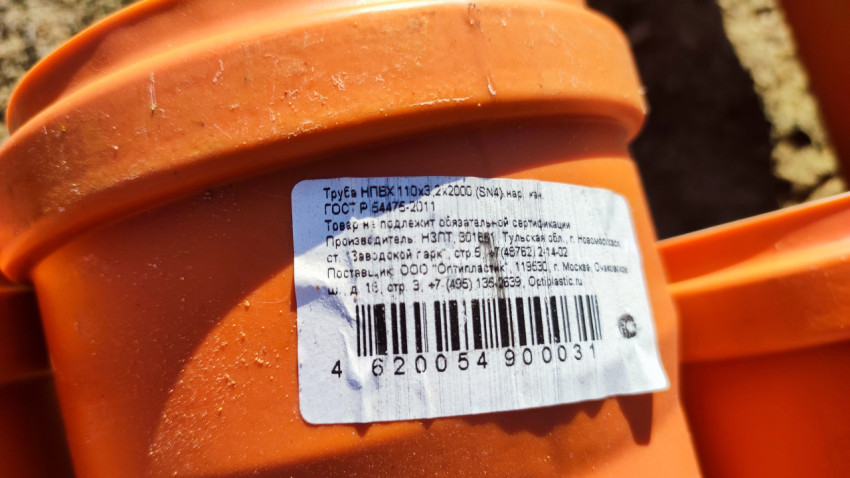 Труба НПВХ 110х3,2х2000 (SN4) нар. кан.
ГОСТ Р 54475-2011
Товар не подлежит обязательной сертификации
Производитель: НЗПТ, 301661, Тульская обл., г. Новомосковск,
ст. "Заводской парк", стр.5, +7(48762) 2-14-02
Поставщик: ООО "Оптипластик", 119530, г. Москва, Очаковское
ш., д. 16, стр. 3, +7 (495) 135-2639, Optiplastic.ru
4 620054 900031